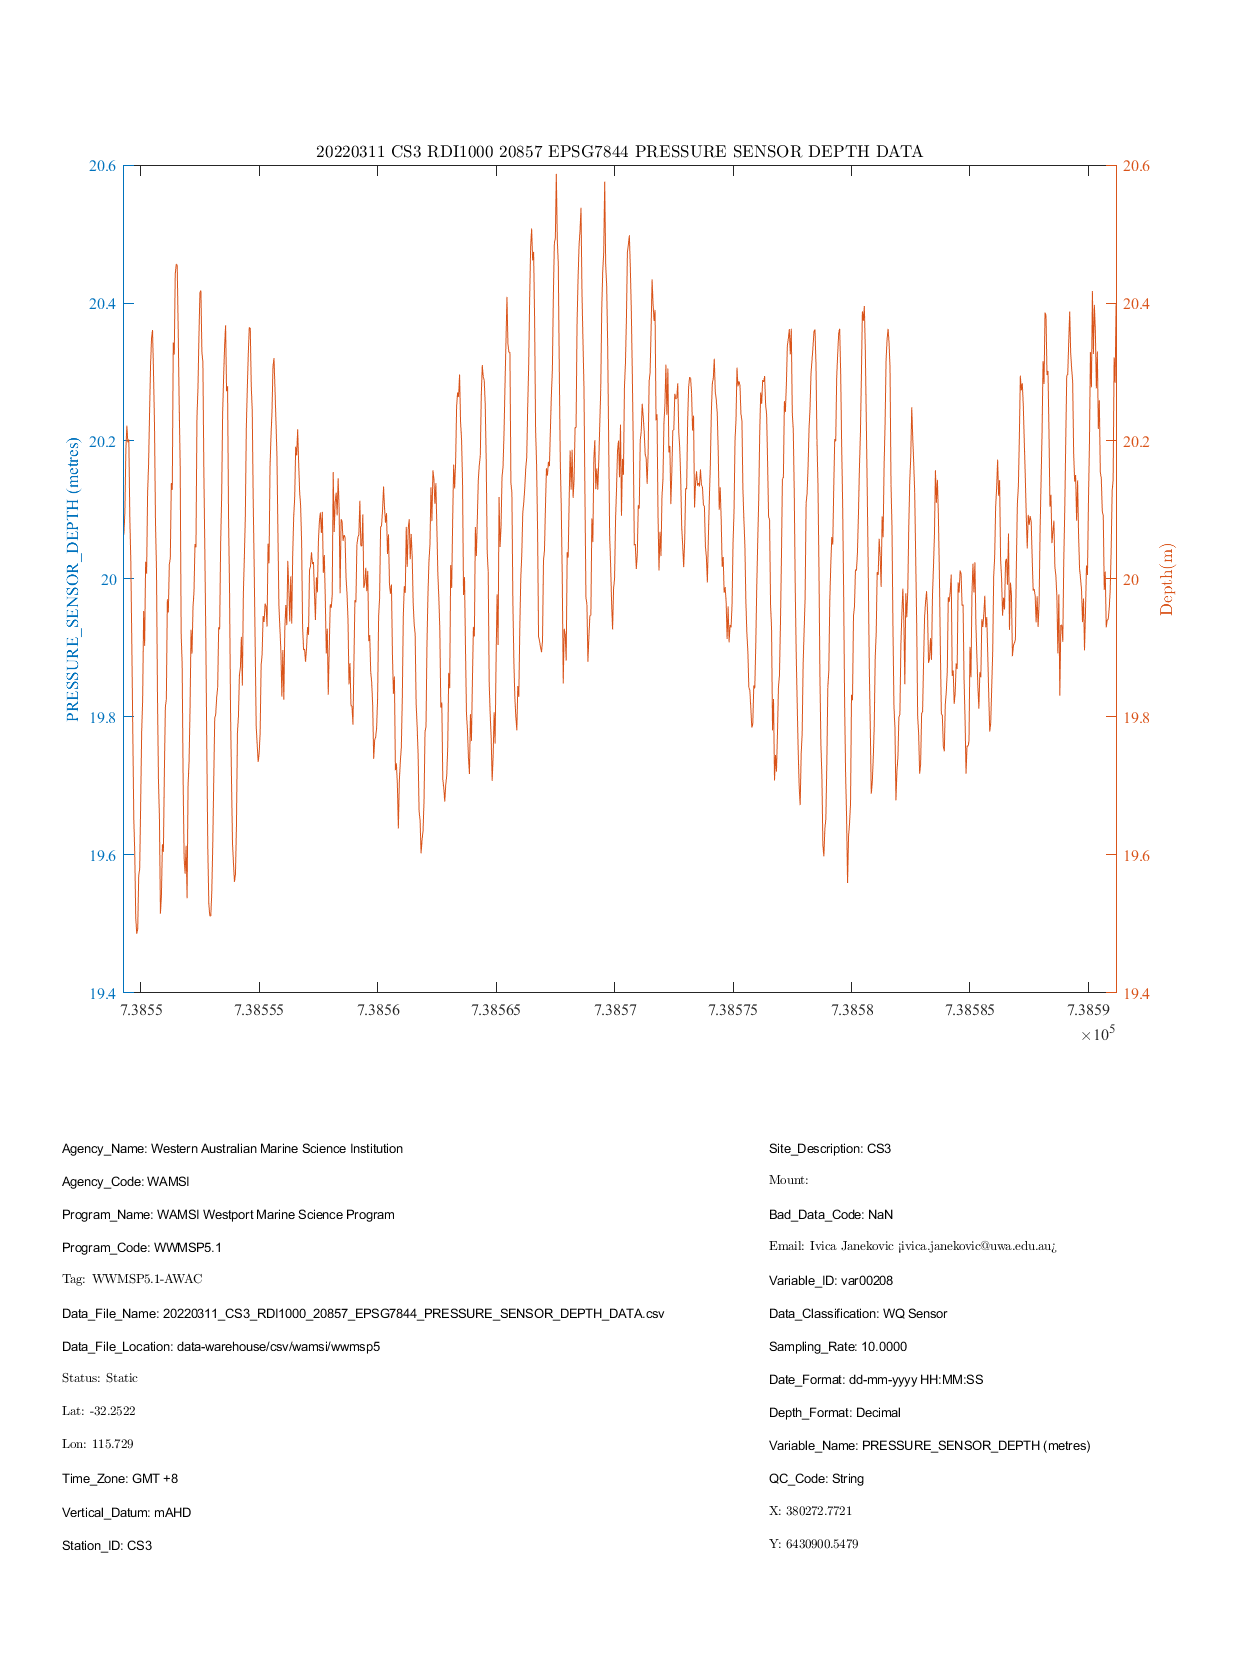 20220311 CS3 RDI1000 20857 EPSG7844 PRESSURE SENSOR DEPTH DATA
20.6
20.4
20.2
20
19.8
19.6
19.4
PRESSURE_SENSOR_DEPTH (metres)
20.6
20.4
20.2
20
19.8
19.6
19.4
Depth(m)
7.3855 7.38555 7.3856 7.38565 7.3857 7.38575 7.3858 7.38585 7.3859
×10^5
Agency_Name: Western Australian Marine Science Institution
Agency_Code: WAMSI
Program_Name: WAMSI Westport Marine Science Program
Program_Code: WWMSP5.1
Tag: WWMSP5.1-AWAC
Data_File_Name: 20220311_CS3_RDI1000_20857_EPSG7844_PRESSURE_SENSOR_DEPTH_DATA.csv
Data_File_Location: data-warehouse/csv/wamsi/wwmsp5
Status: Static
Lat: -32.2522
Lon: 115.729
Time_Zone: GMT +8
Vertical_Datum: mAHD
Station_ID: CS3
Site_Description: CS3
Mount:
Bad_Data_Code: NaN
Email: Ivica Janekovic ¡ivica.janekovic@uwa.edu.au¿
Variable_ID: var00208
Data_Classification: WQ Sensor
Sampling_Rate: 10.0000
Date_Format: dd-mm-yyyy HH:MM:SS
Depth_Format: Decimal
Variable_Name: PRESSURE_SENSOR_DEPTH (metres)
QC_Code: String
X: 380272.7721
Y: 6430900.5479